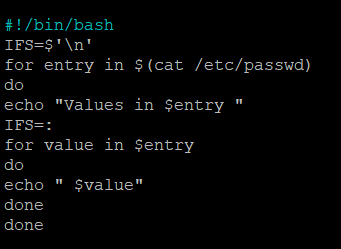 #!/bin/bash
IFS=$'\n'
for entry in $(cat /etc/passwd)
do
echo "Values in $entry "
IFS=:
for value in $entry
do
echo " $value"
done
done